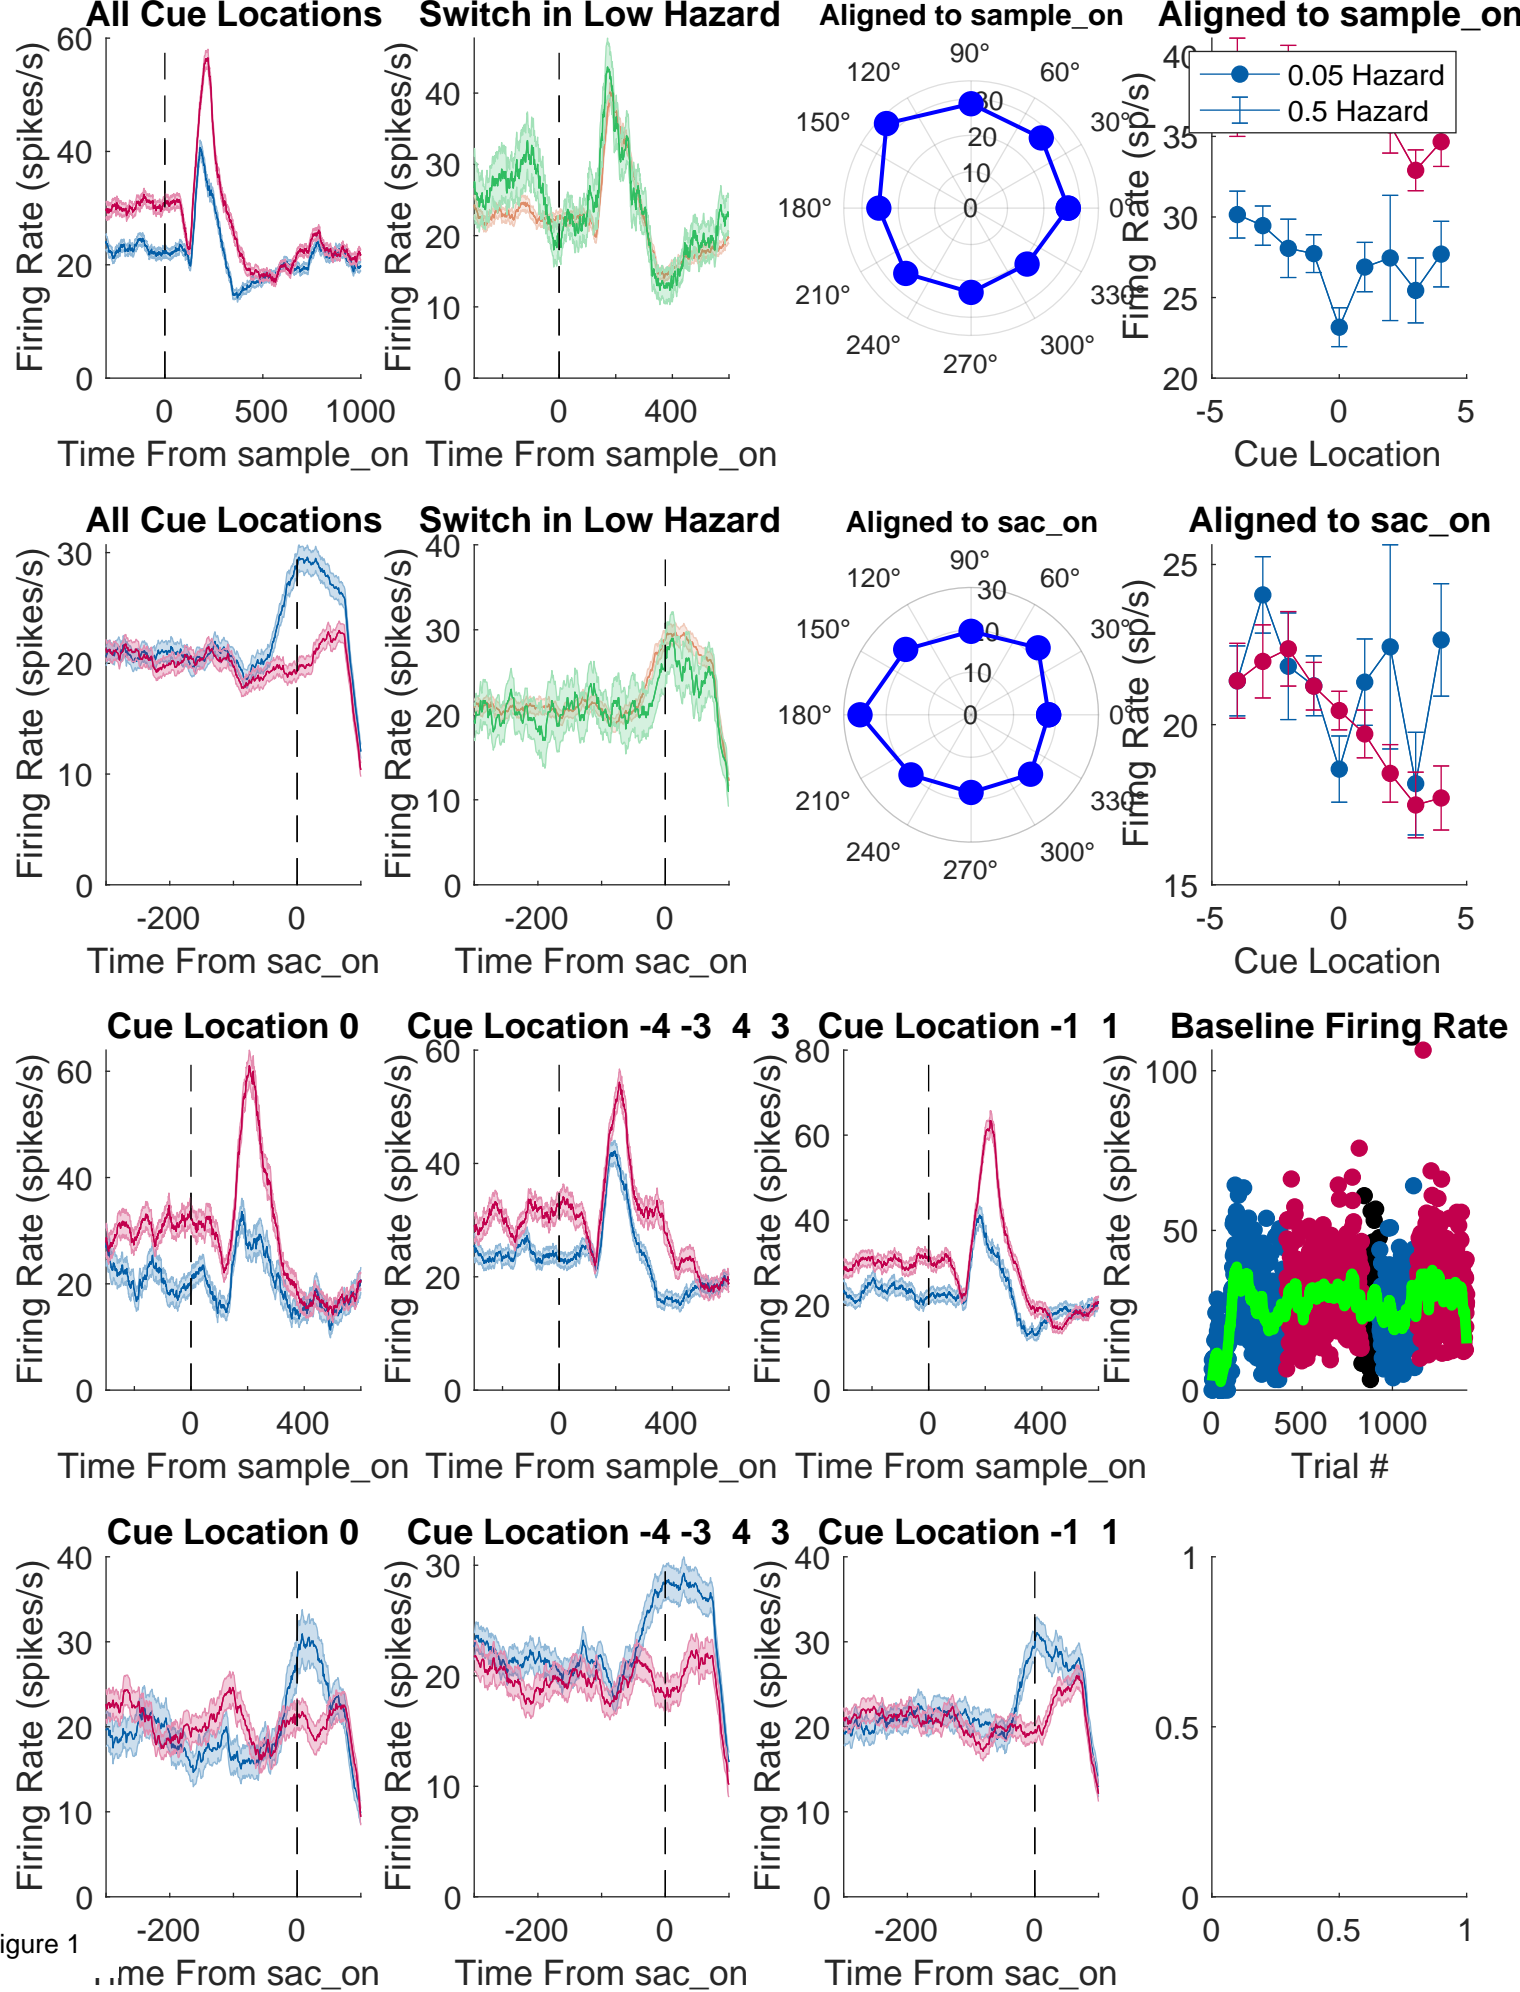 All Cue Locations
Firing Rate (spikes/s)
60
40
20
0
0 500 1000
Time From sample_on
Switch in Low Hazard
Firing Rate (spikes/s)
40
30
20
10
0
0 400
Time From sample_on
Aligned to sample_on
90°
120° 60°
150° 30°
180° 0°
210° 330°
240° 300°
270°
30
20
10
0
Aligned to sample_on
Firing Rate (sp/s)
40
35
30
25
20
-5 0 5
Cue Location
0.05 Hazard
0.5 Hazard
All Cue Locations
Firing Rate (spikes/s)
30
20
10
0
-200 0
Time From sac_on
Switch in Low Hazard
Firing Rate (spikes/s)
40
30
20
10
0
-200 0
Time From sac_on
Aligned to sac_on
90°
120° 60°
150° 30°
180° 0°
210° 330°
240° 300°
270°
30
20
10
0
Aligned to sac_on
Firing Rate (sp/s)
25
20
15
-5 0 5
Cue Location
Cue Location 0
Firing Rate (spikes/s)
60
40
20
0
0 400
Time From sample_on
Cue Location -4 -3 4 3
Firing Rate (spikes/s)
60
40
20
0
0 400
Time From sample_on
Cue Location -1 1
Firing Rate (spikes/s)
80
60
40
20
0
0 400
Time From sample_on
Baseline Firing Rate
100
50
0
0 500 1000
Trial #
Cue Location 0
Firing Rate (spikes/s)
40
30
20
10
0
-200 0
Time From sac_on
Cue Location -4 -3 4 3
Firing Rate (spikes/s)
30
20
10
0
-200 0
Time From sac_on
Cue Location -1 1
Firing Rate (spikes/s)
40
30
20
10
0
-200 0
Time From sac_on
1
0.5
0
0 0.5 1
igure 1